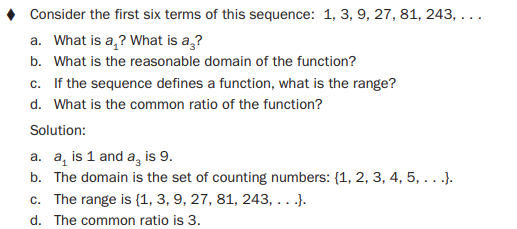 ♦ Consider the first six terms of this sequence: 1, 3, 9, 27, 81, 243, . . .
a. What is a₁? What is a₃?
b. What is the reasonable domain of the function?
c. If the sequence defines a function, what is the range?
d. What is the common ratio of the function?
Solution:
a. a₁ is 1 and a₃ is 9.
b. The domain is the set of counting numbers: {1, 2, 3, 4, 5, . . .}.
c. The range is {1, 3, 9, 27, 81, 243, . . .}.
d. The common ratio is 3.